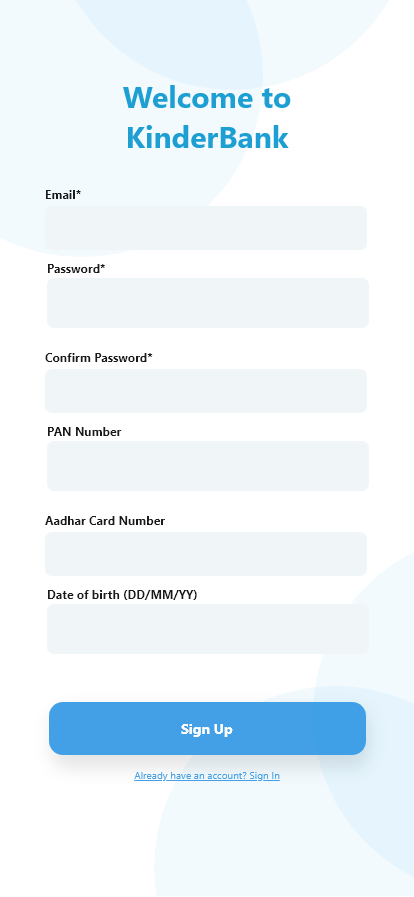 Welcome to
KinderBank
Email*
Password*
Confirm Password*
PAN Number
Aadhar Card Number
Date of birth (DD/MM/YY)
Sign Up
Already have an account? Sign In